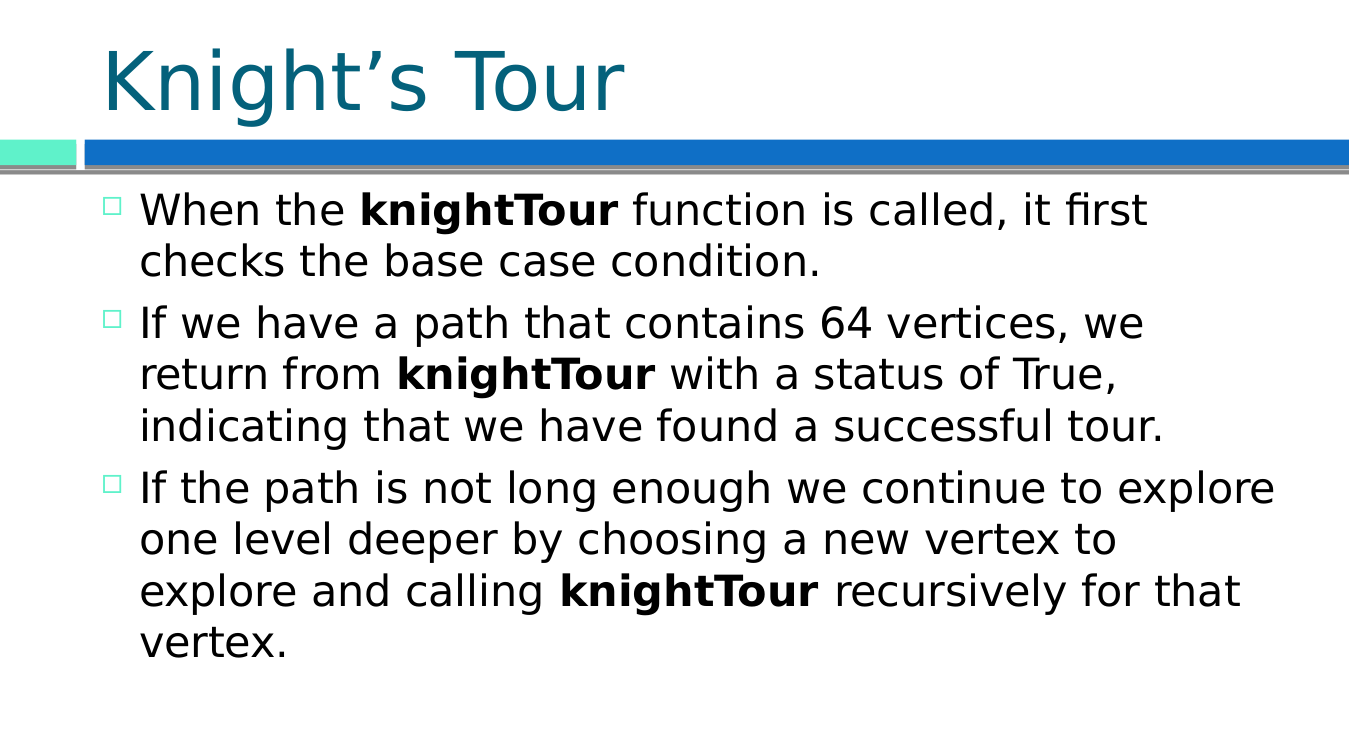 Knight’s Tour
When the knightTour function is called, it first
checks the base case condition.
If we have a path that contains 64 vertices, we
return from knightTour with a status of True,
indicating that we have found a successful tour.
If the path is not long enough we continue to explore
one level deeper by choosing a new vertex to
explore and calling knightTour recursively for that
vertex.